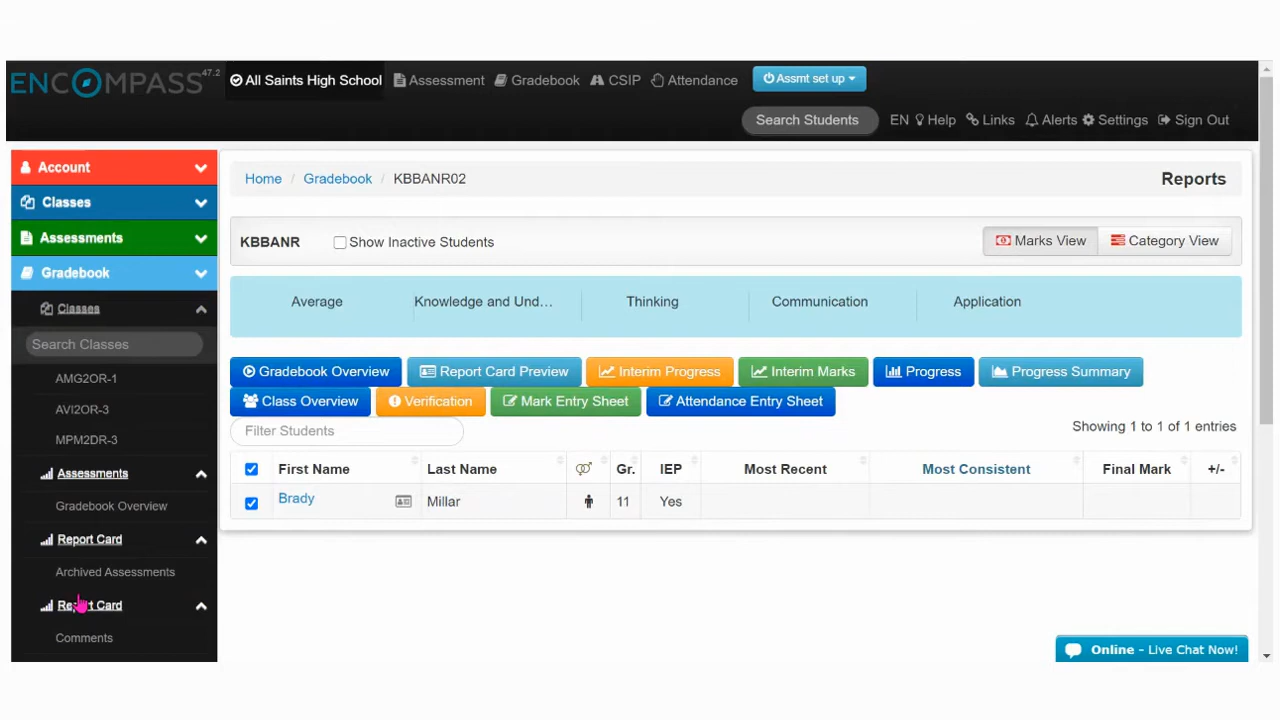 ENCOMPASS 47.2 All Saints High School Assessment Gradebook CSIP Attendance Assmt set up
Search Students EN Help Links Alerts Settings Sign Out
Account
Classes
Assessments
Gradebook
Classes
Search Classes
AMG2OR-1
AVI2OR-3
MPM2DR-3
Assessments
Gradebook Overview
Report Card
Archived Assessments
Report Card
Comments
Home / Gradebook / KBBANR02 Reports
KBBANR Show Inactive Students Marks View Category View
Average Knowledge and Und... Thinking Communication Application
Gradebook Overview Report Card Preview Interim Progress Interim Marks Progress Progress Summary
Class Overview Verification Mark Entry Sheet Attendance Entry Sheet
Filter Students Showing 1 to 1 of 1 entries
First Name Last Name Gr. IEP Most Recent Most Consistent Final Mark +/-
Brady Millar 11 Yes
Online - Live Chat Now!